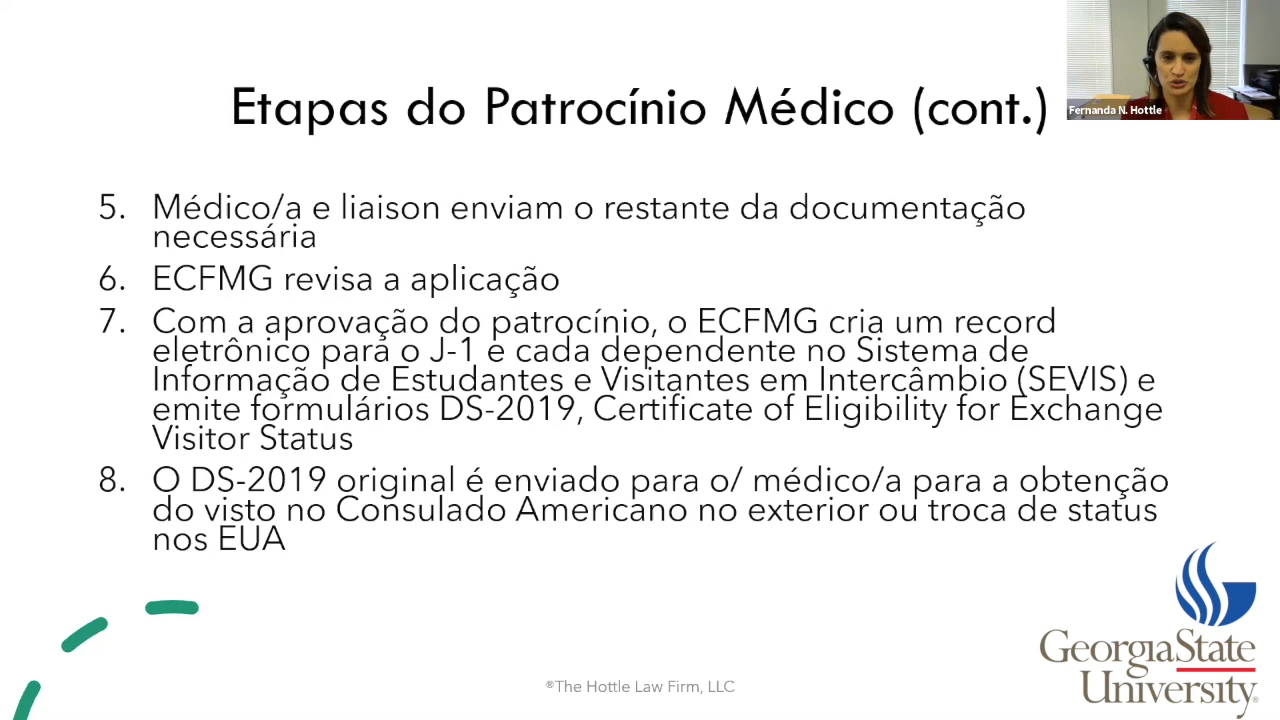 Etapas do Patrocínio Médico (cont.)
Fernanda N. Hottle
5. Médico/a e liaison enviam o restante da documentação
necessária
6. ECFMG revisa a aplicação
7. Com a aprovação do patrocínio, o ECFMG cria um record
eletrônico para o J-1 e cada dependente no Sistema de
Informação de Estudantes e Visitantes em Intercâmbio (SEVIS) e
emite formulários DS-2019, Certificate of Eligibility for Exchange
Visitor Status
8. O DS-2019 original é enviado para o/ médico/a para a obtenção
do visto no Consulado Americano no exterior ou troca de status
nos EUA
GeorgiaState
University®
®The Hottle Law Firm, LLC